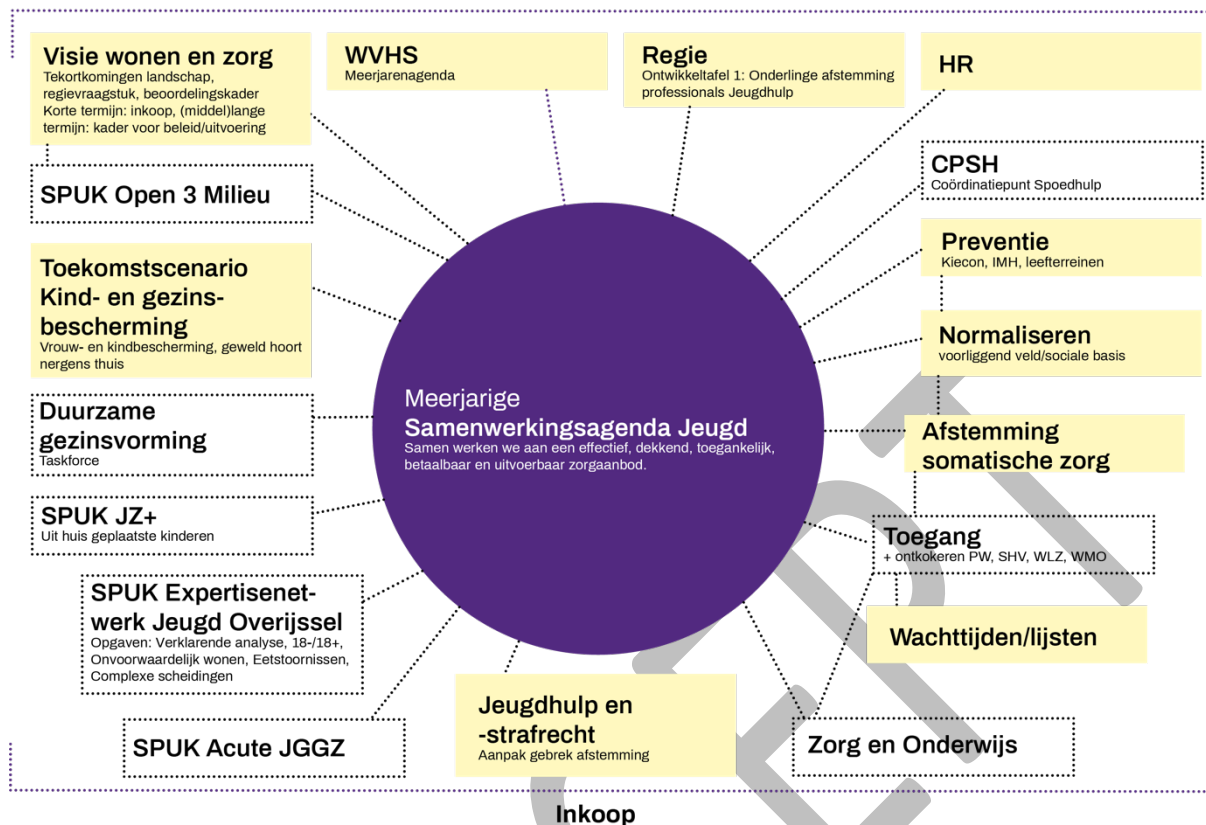 Visie wonen en zorg
Tekortkomingen landschap,
regievraagstuk, beoordelingskader
Korte termijn: inkoop, (middel)lange
termijn: kader voor beleid/uitvoering
WVHS
Meerjarenagenda
Regie
Ontwikkeltafel 1: Onderlinge afstemming
professionals Jeugdhulp
HR
SPUK Open 3 Milieu
CPSH
Coördinatiepunt Spoedhulp
Toekomstscenario
Kind- en gezins-
bescherming
Vrouw- en kindbescherming, geweld hoort
nergens thuis
Preventie
Kiecon, IMH, leefterreinen
Normaliseren
voorliggend veld/sociale basis
Duurzame
gezinsvorming
Taskforce
Meerjarige
Samenwerkingsagenda Jeugd
Samen werken we aan een effectief, dekkend, toegankelijk,
betaalbaar en uitvoerbaar zorgaanbod.
Afstemming
somatische zorg
SPUK JZ+
Uit huis geplaatste kinderen
Toegang
+ ontkokeren PW, SHV, WLZ, WMO
SPUK Expertisenet-
werk Jeugd Overijssel
Opgaven: Verklarende analyse, 18-/18+,
Onvoorwaardelijk wonen, Eetstoornissen,
Complexe scheidingen
Wachttijden/lijsten
SPUK Acute JGGZ
Jeugdhulp en
-strafrecht
Aanpak gebrek afstemming
Zorg en Onderwijs
Inkoop